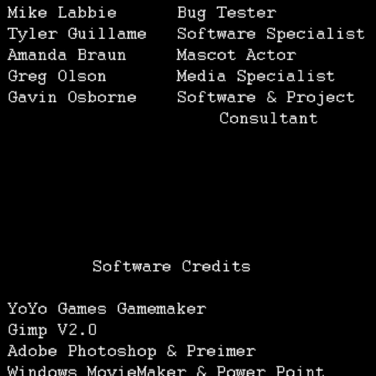 Mike Labbie Bug Tester
Tyler Guillame Software Specialist
Amanda Braun Mascot Actor
Greg Olson Media Specialist
Gavin Osborne Software & Project
Consultant
Software Credits
YoYo Games Gamemaker
Gimp V2.0
Adobe Photoshop & Preimer
Windows MovieMaker & Power Point